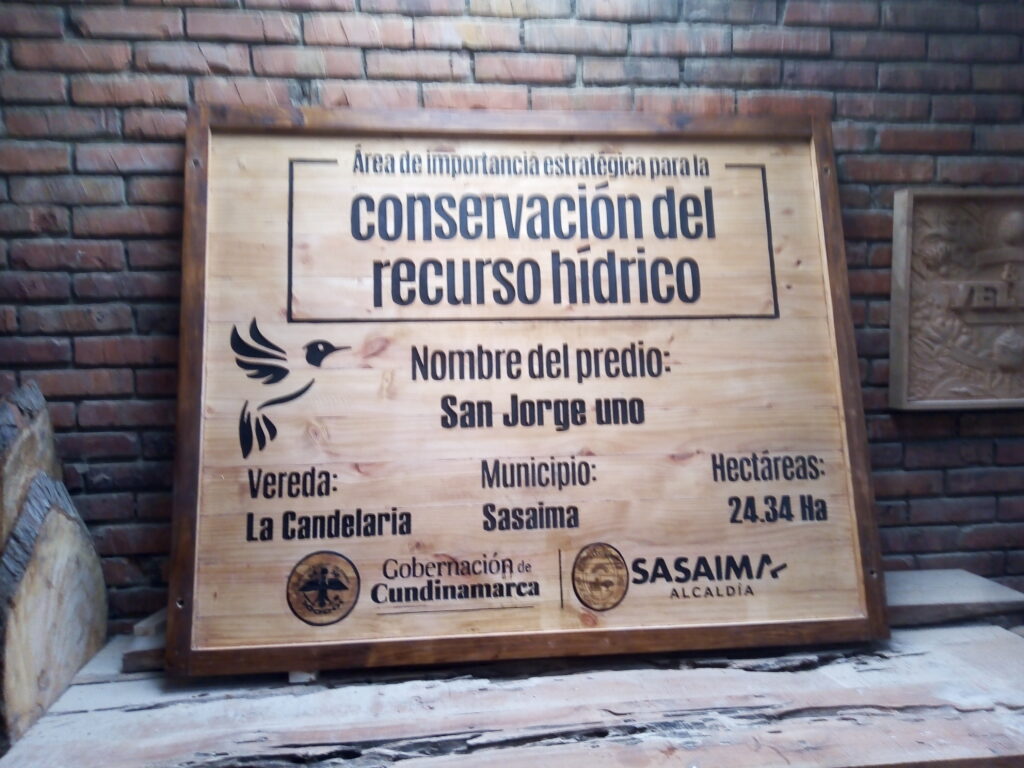 Área de importancia estratégica para la
conservación del
recurso hídrico
Nombre del predio:
San Jorge uno
Vereda:
La Candelaria
Municipio:
Sasaima
Hectáreas:
24.34 Ha
Gobernación de
Cundinamarca
SASAIMA
ALCALDÍA